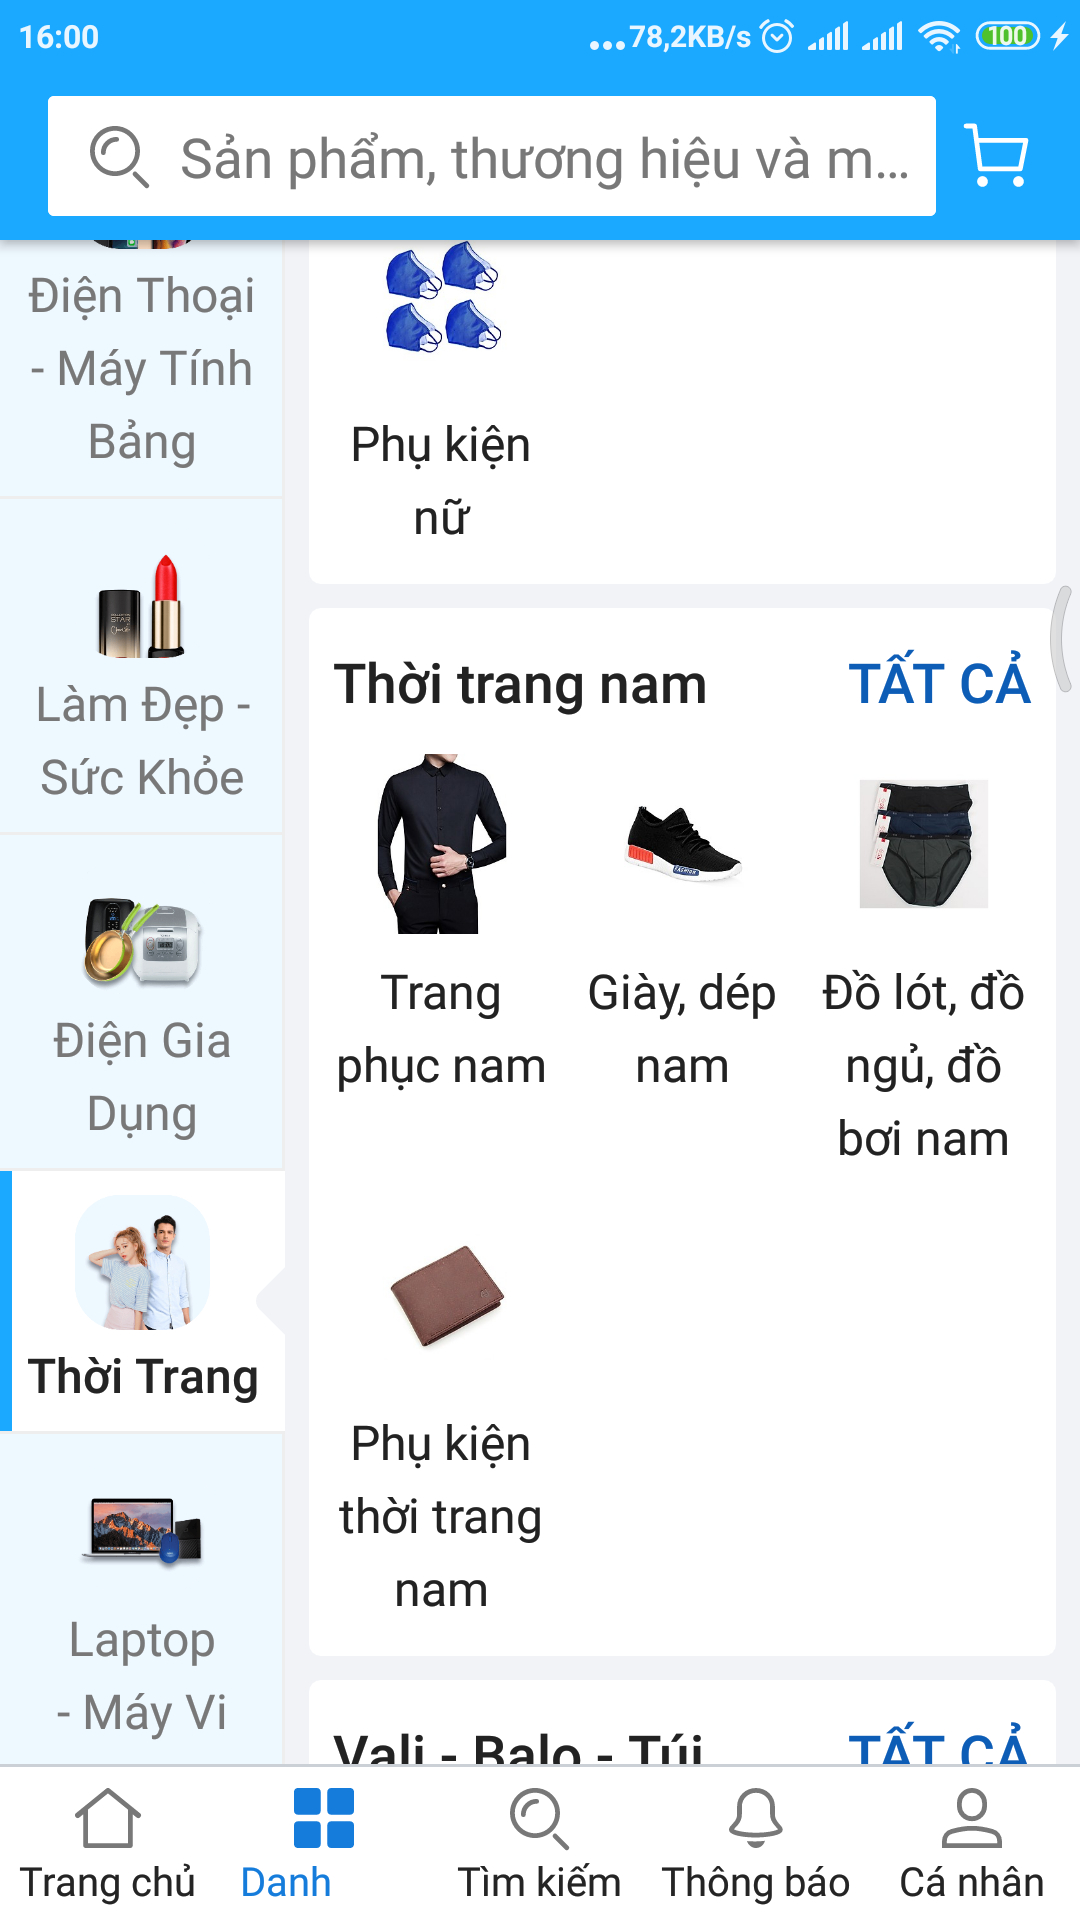 16:00
...78,2KB/s
100
Sản phẩm, thương hiệu và m...
Điện Thoại
- Máy Tính
Bảng
Làm Đẹp -
Sức Khỏe
Điện Gia
Dụng
Thời Trang
Laptop
- Máy Vi
Phụ kiện
nữ
Thời trang nam
TẤT CẢ
Trang
phục nam
Giày, dép
nam
Đồ lót, đồ
ngủ, đồ
bơi nam
Phụ kiện
thời trang
nam
Vali - Balo - Túi
TẤT CẢ
Trang chủ
Danh
Tìm kiếm
Thông báo
Cá nhân